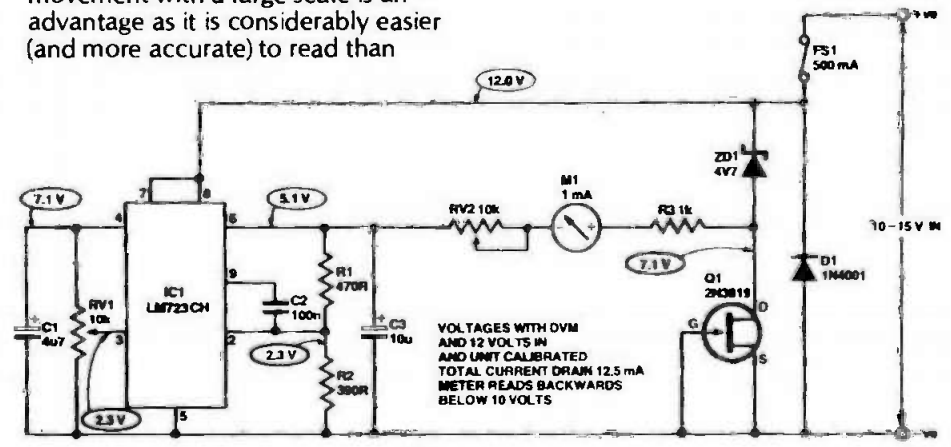 movement with a large scale is an
advantage as it is considerably easier
(and more accurate) to read than
+ve
FS1
500 mA
12.0 V
ZD1
4V7
7
8
M1
1 mA
7.1 V
4
6
5.1 V
RV2 10k
-
+
R3 1k
10-15 V IN
7.1 V
D1
1N4001
9
R1
470R
IC1
LM723CH
Q1
2N3819
D
+
C1
4u7
RV1
10k
C2
100n
+
C3
10u
G
3
2
VOLTAGES WITH DVM
AND 12 VOLTS IN
AND UNIT CALIBRATED
TOTAL CURRENT DRAIN 12.5 mA
METER READS BACKWARDS
BELOW 10 VOLTS
2.3 V
S
R2
390R
2.3 V
5
-ve